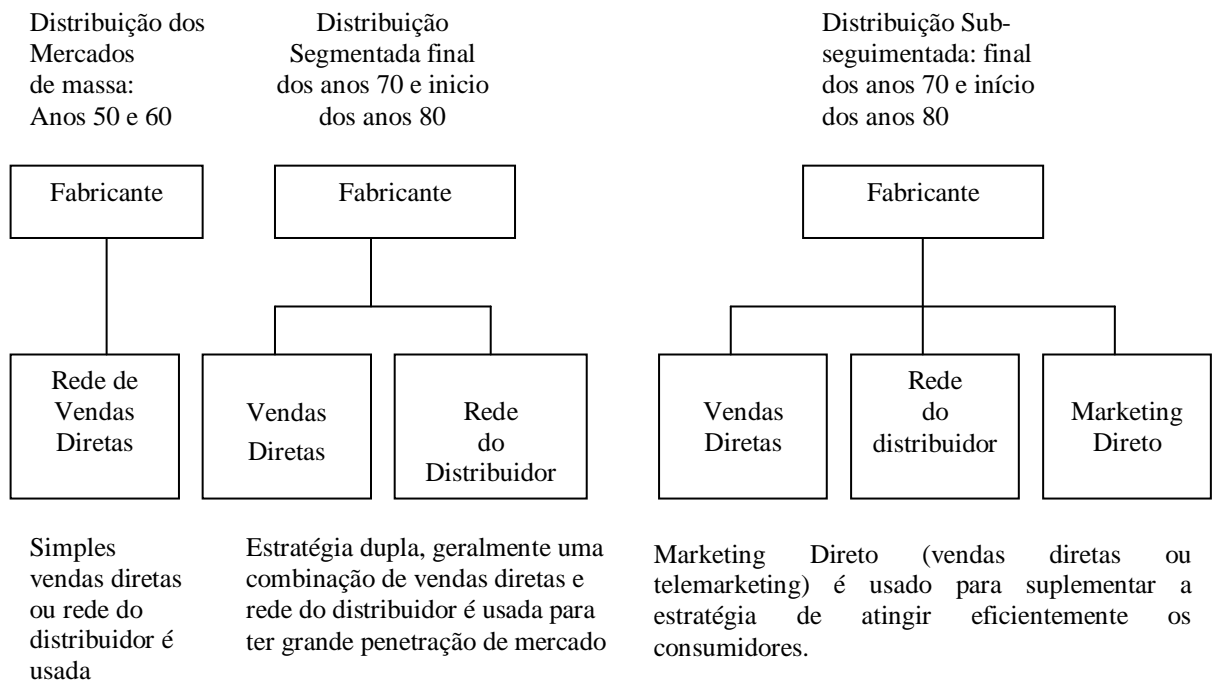 Distribuição dos
Mercados
de massa:
Anos 50 e 60
Distribuição
Segmentada final
dos anos 70 e inicio
dos anos 80
Distribuição Sub-
seguimentada: final
dos anos 70 e início
dos anos 80
Fabricante
Fabricante
Fabricante
Rede de
Vendas
Diretas
Vendas
Diretas
Rede
do
Distribuidor
Vendas
Diretas
Rede
do
distribuidor
Marketing
Direto
Simples
vendas diretas
ou rede do
distribuidor é
usada
Estratégia dupla, geralmente uma
combinação de vendas diretas e
rede do distribuidor é usada para
ter grande penetração de mercado
Marketing Direto (vendas diretas ou
telemarketing) é usado para suplementar a
estratégia de atingir eficientemente os
consumidores.